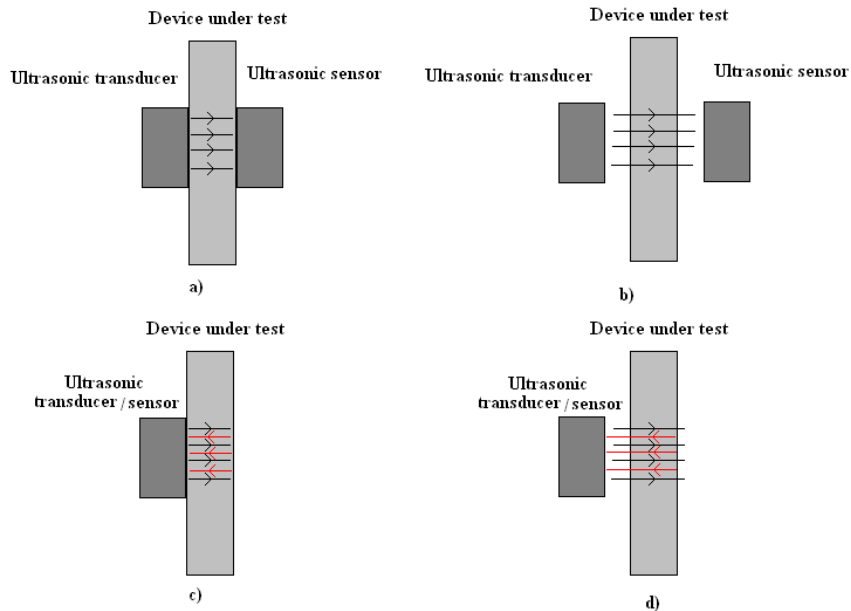 Device under test
Ultrasonic transducer
Ultrasonic sensor
a)
Device under test
Ultrasonic transducer
Ultrasonic sensor
b)
Device under test
Ultrasonic
transducer/sensor
c)
Device under test
Ultrasonic
transducer/sensor
d)